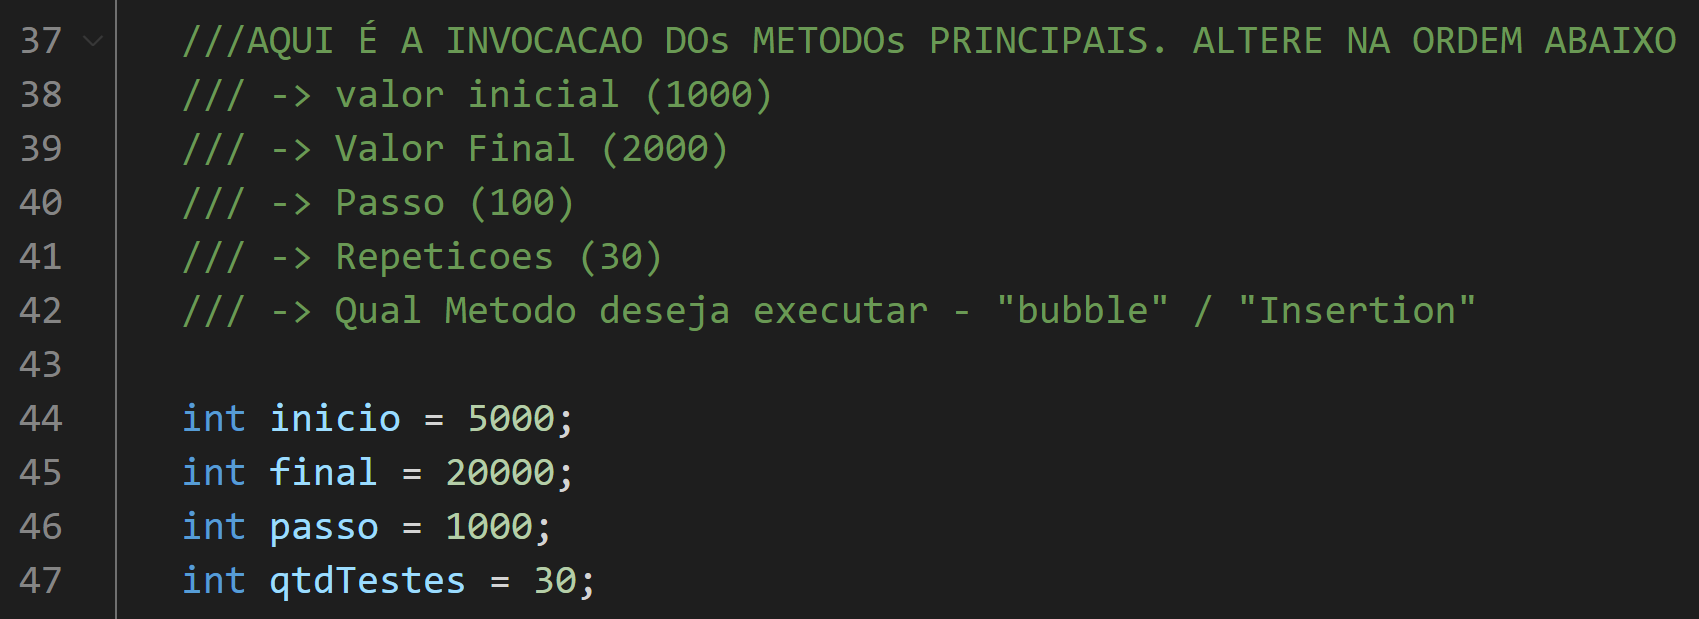 37 ///AQUI É A INVOCACAO DOs METODOs PRINCIPAIS. ALTERE NA ORDEM ABAIXO
38 /// -> valor inicial (1000)
39 /// -> Valor Final (2000)
40 /// -> Passo (100)
41 /// -> Repeticoes (30)
42 /// -> Qual Metodo deseja executar - "bubble" / "Insertion"
43
44 int inicio = 5000;
45 int final = 20000;
46 int passo = 1000;
47 int qtdTestes = 30;